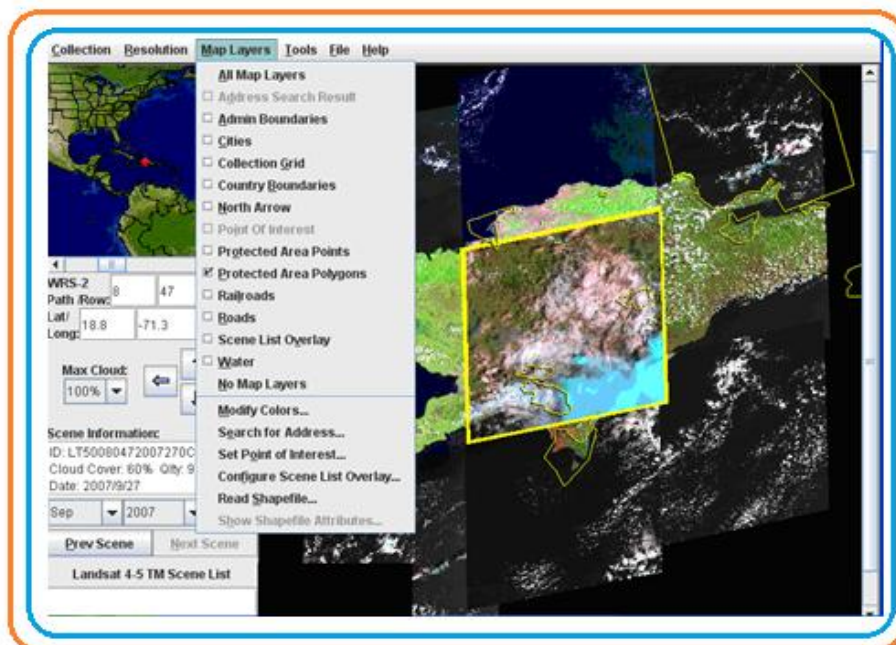 Collection Resolution Map Layers Tools File Help
All Map Layers
Address Search Result
Admin Boundaries
Cities
Collection Grid
Country Boundaries
North Arrow
Point Of Interest
Protected Area Points
Protected Area Polygons
Railroads
Roads
Scene List Overlay
Water
No Map Layers
Modify Colors...
Search for Address...
Set Point of Interest...
Configure Scene List Overlay...
Read Shapefile...
Show Shapefile Attributes...
WRS-2
Path /Row: 8 47
Lat/
Long: 18.8 -71.3
Max Cloud:
100%
Scene Information:
ID: LT50080472007270C
Cloud Cover: 60% Qlty: 9
Date: 2007/9/27
Sep 2007
Prev Scene Next Scene
Landsat 4-5 TM Scene List